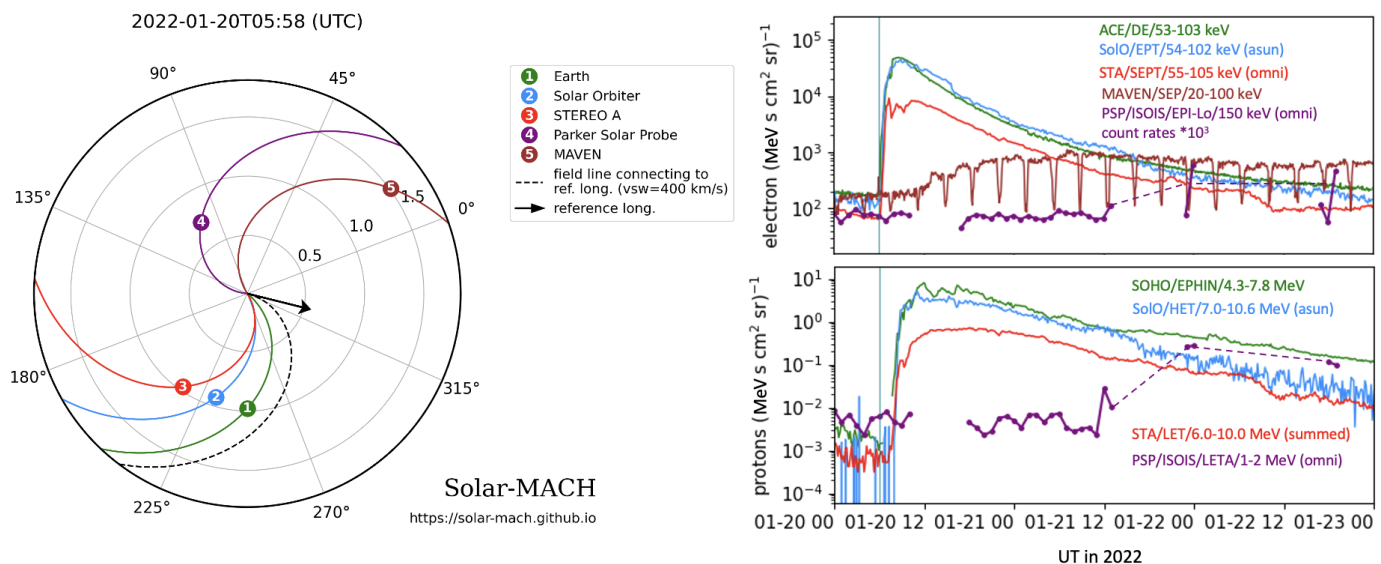 2022-01-20T05:58 (UTC)
90°
45°
135°
0°
180°
315°
225°
270°
0.5
1.0
1.5
1
2
3
4
5
1 Earth
2 Solar Orbiter
3 STEREO A
4 Parker Solar Probe
5 MAVEN
field line connecting to
ref. long. (vsw=400 km/s)
reference long.
Solar-MACH
https://solar-mach.github.io
electron (MeV s cm² sr)⁻¹
10⁵
10⁴
10³
10²
ACE/DE/53-103 keV
SolO/EPT/54-102 keV (asun)
STA/SEPT/55-105 keV (omni)
MAVEN/SEP/20-100 keV
PSP/ISOIS/EPI-Lo/150 keV (omni)
count rates *10³
protons (MeV s cm² sr)⁻¹
10¹
10⁰
10⁻¹
10⁻²
10⁻³
10⁻⁴
SOHO/EPHIN/4.3-7.8 MeV
SolO/HET/7.0-10.6 MeV (asun)
STA/LET/6.0-10.0 MeV (summed)
PSP/ISOIS/LETA/1-2 MeV (omni)
01-20 00 01-20 12 01-21 00 01-21 12 01-22 00 01-22 12 01-23 00
UT in 2022